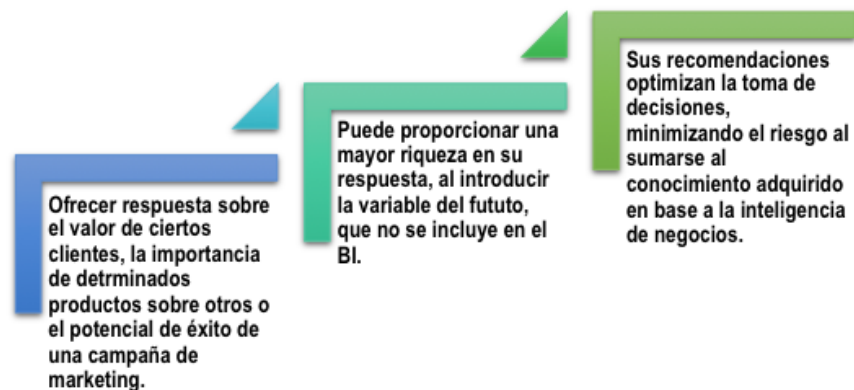 Ofrecer respuesta sobre
el valor de ciertos
clientes, la importancia
de detrminados
productos sobre otros o
el potencial de éxito de
una campaña de
marketing.
Puede proporcionar una
mayor riqueza en su
respuesta, al introducir
la variable del fututo,
que no se incluye en el
BI.
Sus recomendaciones
optimizan la toma de
decisiones,
minimizando el riesgo al
sumarse al
conocimiento adquirido
en base a la inteligencia
de negocios.